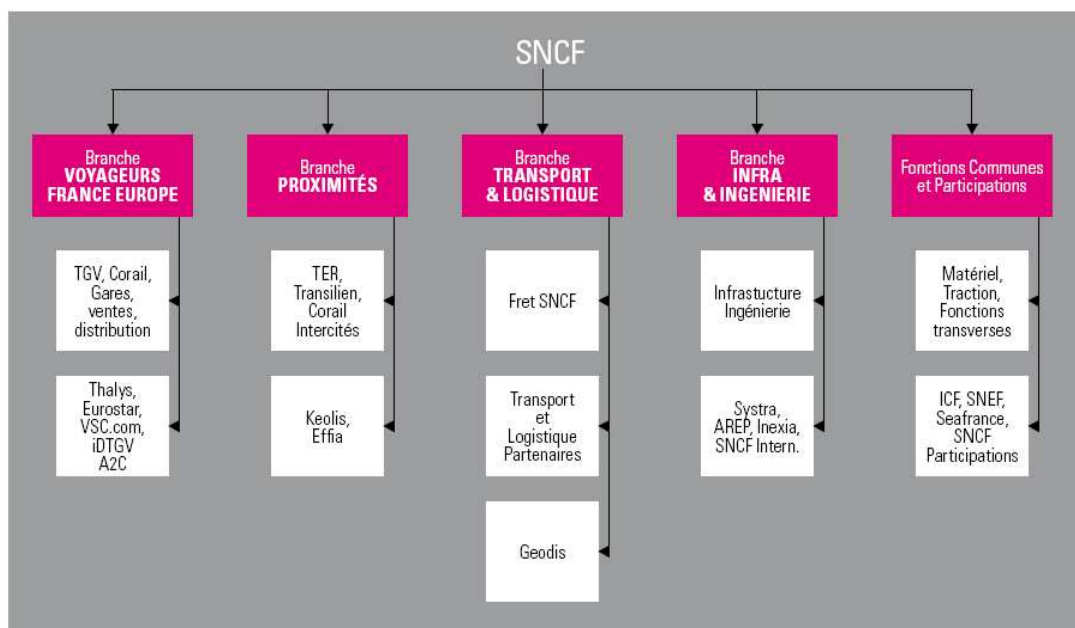 SNCF
Branche
VOYAGEURS
FRANCE EUROPE
Branche
PROXIMITÉS
Branche
TRANSPORT
& LOGISTIQUE
Branche
INFRA
& INGENIERIE
Fonctions Communes
et Participations
TGV, Corail,
Gares,
ventes,
distribution
TER,
Transilien,
Corail
Intercités
Fret SNCF
Infrastucture
Ingénierie
Matériel,
Traction,
Fonctions
transverses
Thalys,
Eurostar,
VSC.com,
iDTGV
A2C
Keolis,
Effia
Transport
et
Logistique
Partenaires
Systra,
AREP, Inexia,
SNCF Intern.
ICF, SNEF,
Seafrance,
SNCF
Participations
Geodis